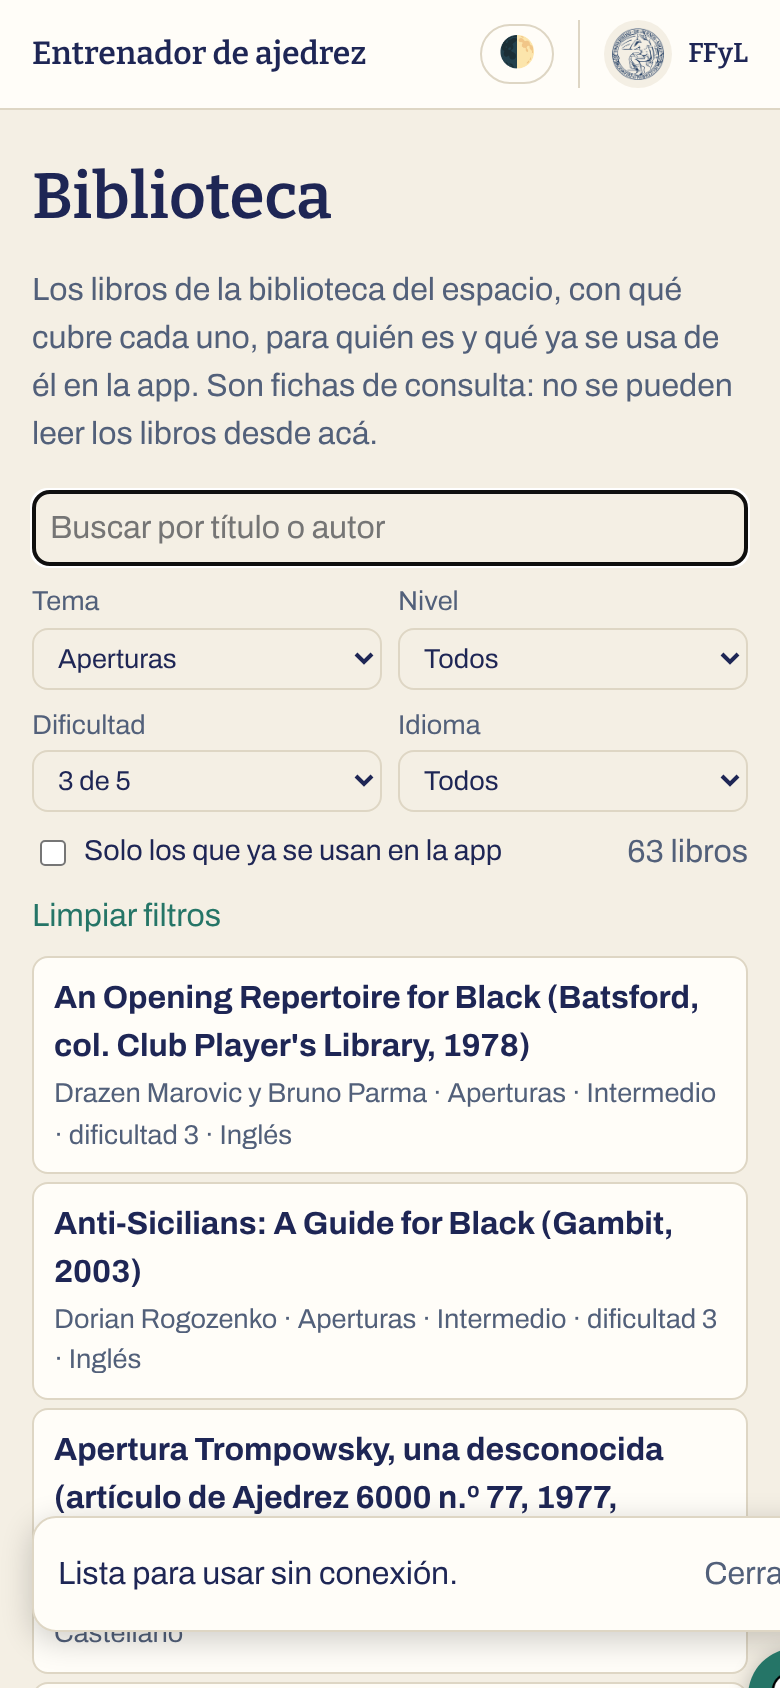 Entrenador de ajedrez
FFyL
Biblioteca
Los libros de la biblioteca del espacio, con qué
cubre cada uno, para quién es y qué ya se usa de
él en la app. Son fichas de consulta: no se pueden
leer los libros desde acá.
Buscar por título o autor
Tema
Nivel
Aperturas
Todos
Dificultad
Idioma
3 de 5
Todos
Solo los que ya se usan en la app
63 libros
Limpiar filtros
An Opening Repertoire for Black (Batsford,
col. Club Player's Library, 1978)
Drazen Marovic y Bruno Parma · Aperturas · Intermedio
· dificultad 3 · Inglés
Anti-Sicilians: A Guide for Black (Gambit,
2003)
Dorian Rogozenko · Aperturas · Intermedio · dificultad 3
· Inglés
Apertura Trompowsky, una desconocida
(artículo de Ajedrez 6000 n.º 77, 1977,
Lista para usar sin conexión.
Cerra
Castellano